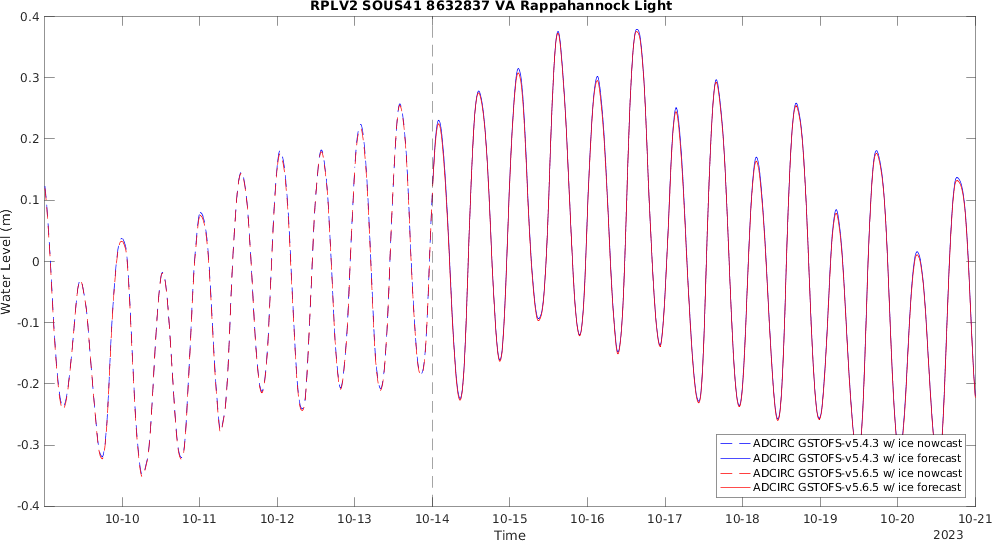 RPLV2 SOUS41 8632837 VA Rappahannock Light
0.4
0.3
0.2
0.1
0
-0.1
-0.2
-0.3
-0.4
Water Level (m)
ADCIRC GSTOFS-v5.4.3 w/ ice nowcast
ADCIRC GSTOFS-v5.4.3 w/ ice forecast
ADCIRC GSTOFS-v5.6.5 w/ ice nowcast
ADCIRC GSTOFS-v5.6.5 w/ ice forecast
10-10 10-11 10-12 10-13 10-14 10-15 10-16 10-17 10-18 10-19 10-20 10-21
Time
2023